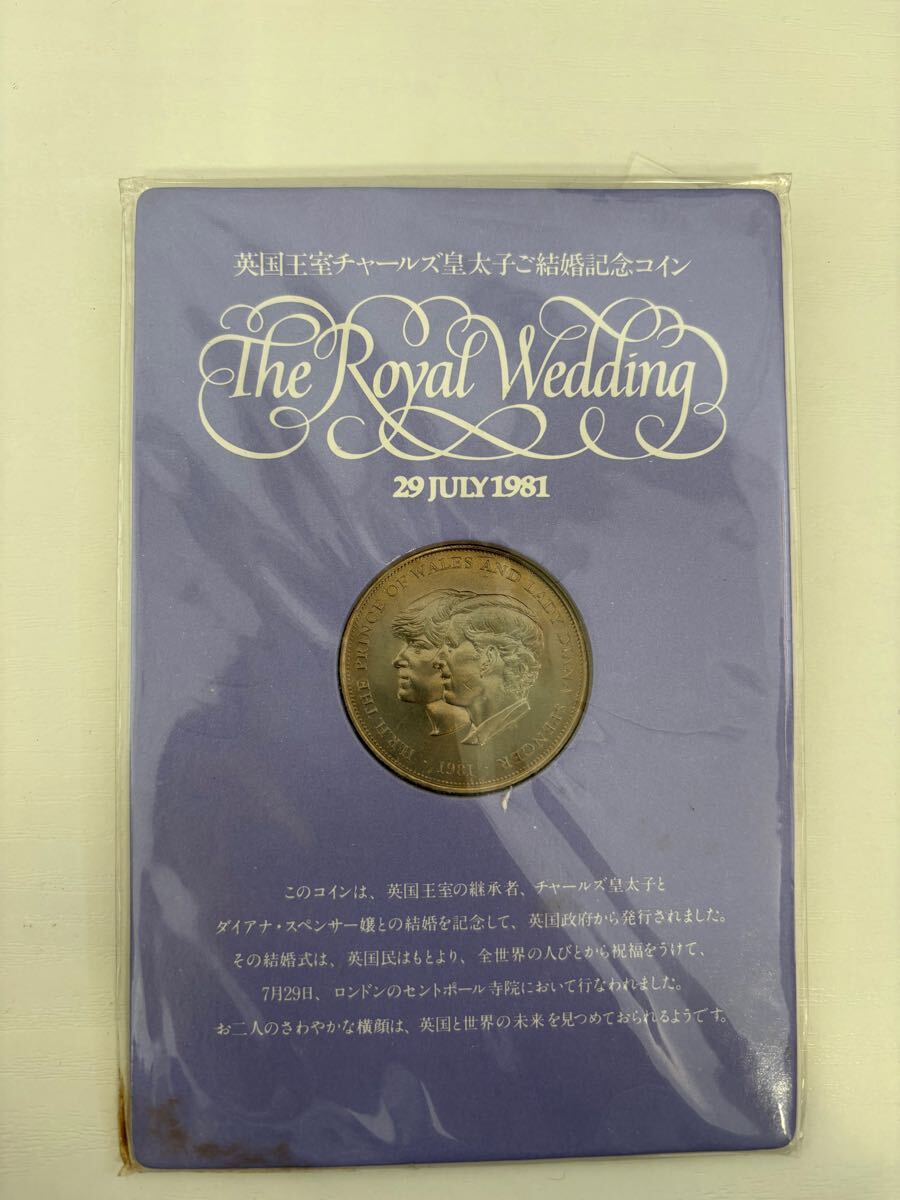 英国王室チャールズ皇太子ご結婚記念コイン
The Royal Wedding
29 JULY 1981
H.R.H. THE PRINCE OF WALES AND LADY DIANA SPENCER · 1981 ·
このコインは、英国王室の継承者、チャールズ皇太子と
ダイアナ・スペンサー嬢との結婚を記念して、英国政府から発行されました。
その結婚式は、英国民はもとより、全世界の人びとから祝福をうけて、
7月29日、ロンドンのセントポール寺院において行なわれました。
お二人のさわやかな横顔は、英国と世界の未来を見つめておられるようです。